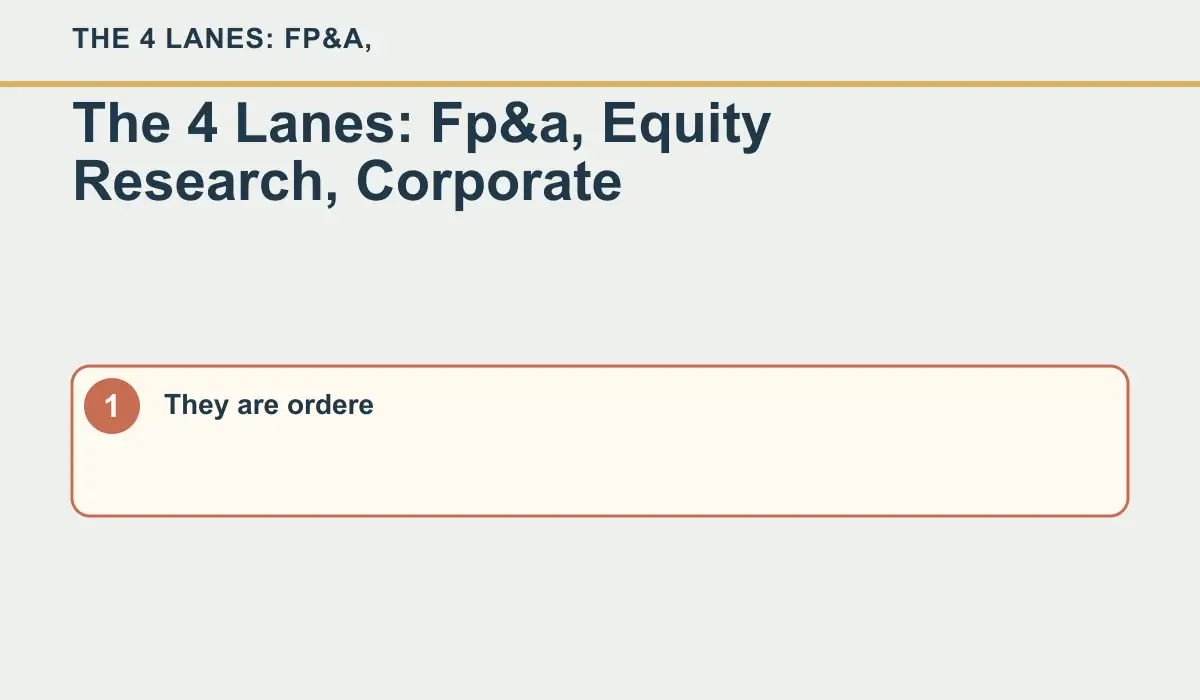 THE 4 LANES: FP&A,
The 4 Lanes: Fp&a, Equity
Research, Corporate
1 They are ordere